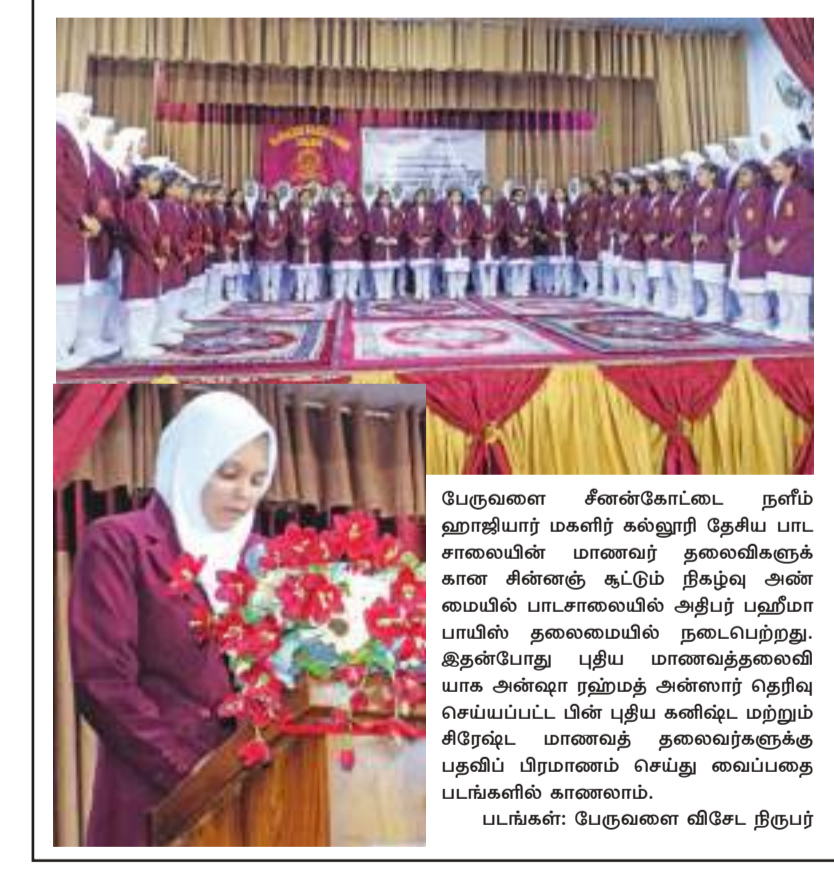 பேருவளை சீனன்கோட்டை நளீம்
ஹாஜியார் மகளிர் கல்லூரி தேசிய பாட
சாலையின் மாணவர் தலைவிகளுக்
கான சின்னஞ் சூட்டும் நிகழ்வு அண்
மையில் பாடசாலையில் அதிபர் பஹீமா
பாயிஸ் தலைமையில் நடைபெற்றது.
இதன்போது புதிய மாணவத்தலைவி
யாக அன்ஷா ரஹ்மத் அன்ஸார் தெரிவு
செய்யப்பட்ட பின் புதிய கனிஷ்ட மற்றும்
சிரேஷ்ட மாணவத் தலைவர்களுக்கு
பதவிப் பிரமாணம் செய்து வைப்பதை
படங்களில் காணலாம்.
படங்கள்: பேருவளை விசேட நிருபர்